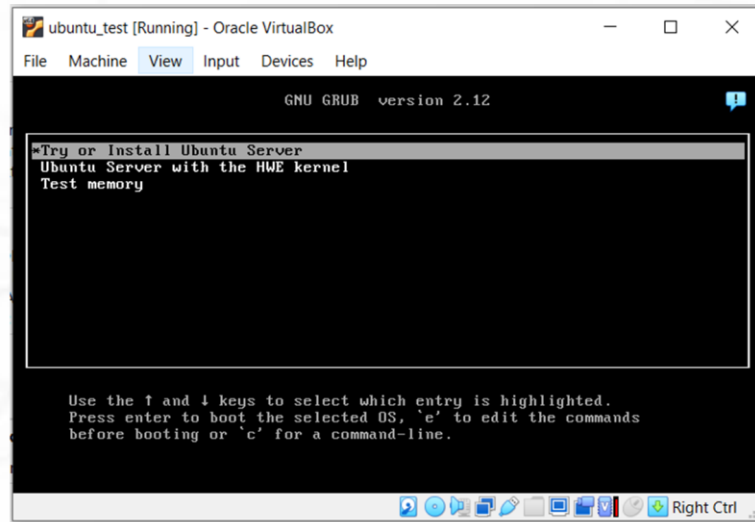 ubuntu_test [Running] - Oracle VirtualBox
File Machine View Input Devices Help
GNU GRUB version 2.12
*Try or Install Ubuntu Server
Ubuntu Server with the HWE kernel
Test memory
Use the ↑ and ↓ keys to select which entry is highlighted.
Press enter to boot the selected OS, `e' to edit the commands
before booting or `c' for a command-line.
Right Ctrl